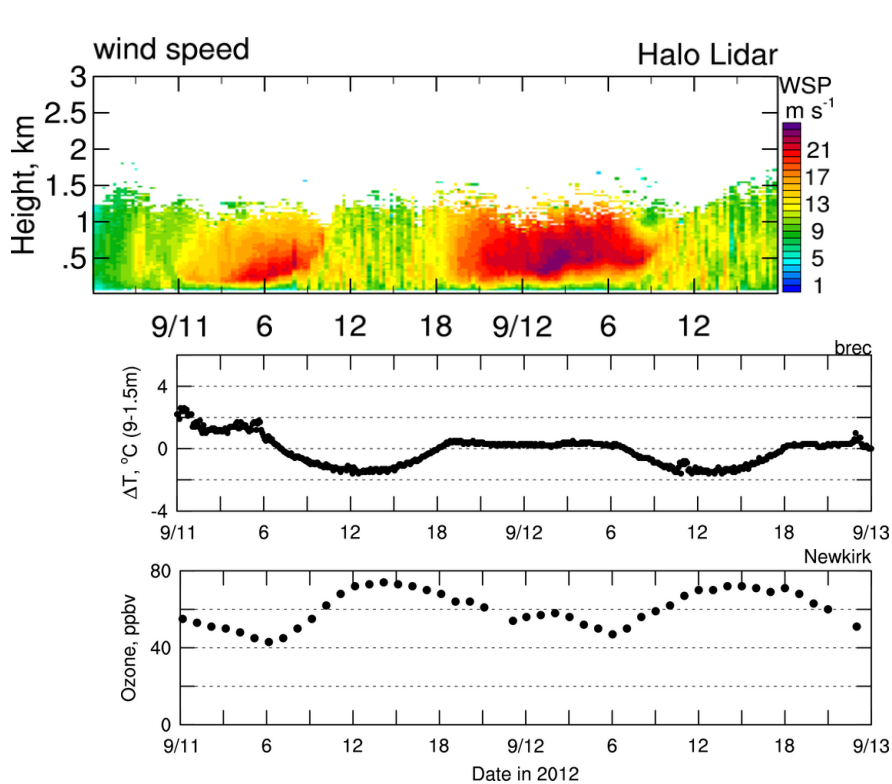 wind speed
Halo Lidar
3
2.5
2
1.5
1
.5
Height, km
WSP
m s⁻¹
21
17
13
9
5
1
9/11 6 12 18 9/12 6 12
brec
4
0
-4
ΔT, °C (9-1.5m)
9/11 6 12 18 9/12 6 12 18 9/13
Newkirk
80
60
40
20
0
Ozone, ppbv
9/11 6 12 18 9/12 6 12 18 9/13
Date in 2012